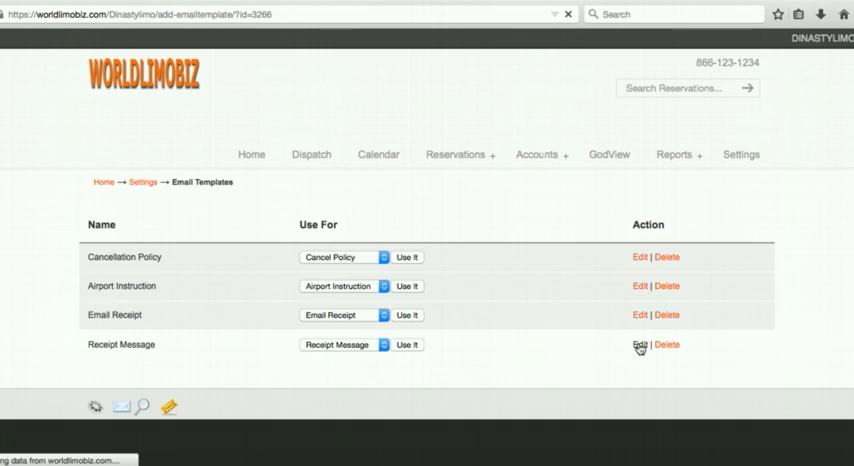 https://worldlimobiz.com/Dinastylimo/add-emailtemplate/?id=3266
Search
DINASTYLIMO
WORLDLIMOBIZ
866-123-1234
Search Reservations...
Home Dispatch Calendar Reservations + Accounts + GodView Reports + Settings
Home → Settings → Email Templates
Name Use For Action
Cancellation Policy Cancel Policy Use It Edit | Delete
Airport Instruction Airport Instruction Use It Edit | Delete
Email Receipt Email Receipt Use It Edit | Delete
Receipt Message Receipt Message Use It Edit | Delete
ng data from worldlimobiz.com...